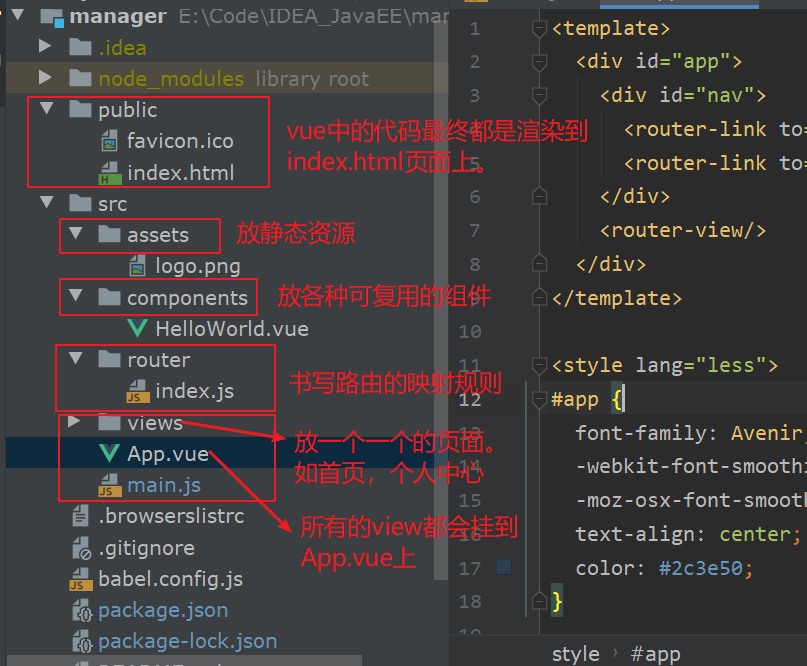 manager E:\Code\IDEA_JavaEE\mar
.idea
node_modules library root
public
favicon.ico
index.html
vue中的代码最终都是渲染到
index.html页面上。
src
assets
放静态资源
logo.png
components
放各种可复用的组件
HelloWorld.vue
router
index.js
书写路由的映射规则
views
放一个一个的页面。
如首页，个人中心
App.vue
main.js
.browserslistrc
所有的view都会挂到
App.vue上
.gitignore
babel.config.js
package.json
package-lock.json
1 <template>
2 <div id="app">
3 <div id="nav">
<router-link to=
<router-link to=
6 </div>
7 <router-view/>
8 </div>
</template>
10
11 <style lang="less">
12 #app {
font-family: Avenir,
-webkit-font-smoothi
15 -moz-osx-font-smooth
text-align: center;
17 color: #2c3e50;
18 }
style › #app